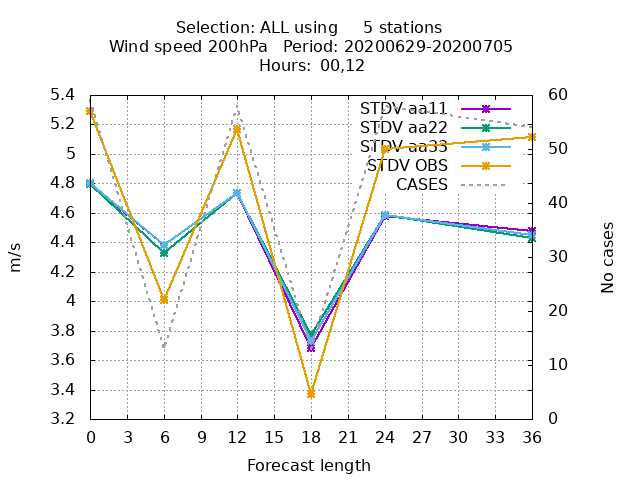 Selection: ALL using     5 stations
Wind speed 200hPa   Period: 20200629-20200705
Hours: 00,12
5.4
5.2
5
4.8
4.6
4.4
4.2
4
3.8
3.6
3.4
3.2
m/s
STDV aa11
STDV aa22
STDV aa33
STDV OBS
CASES
60
50
40
30
20
10
0
No cases
0 3 6 9 12 15 18 21 24 27 30 33 36
Forecast length